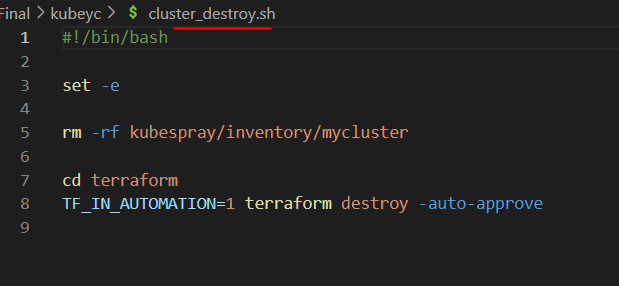 Final > kubeyc > $ cluster_destroy.sh
1 #!/bin/bash
2
3 set -e
4
5 rm -rf kubespray/inventory/mycluster
6
7 cd terraform
8 TF_IN_AUTOMATION=1 terraform destroy -auto-approve
9